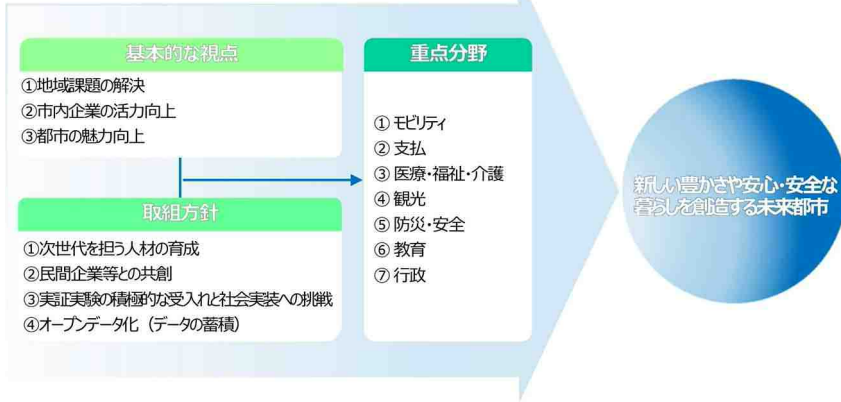 基本的な視点
①地域課題の解決
②市内企業の活力向上
③都市の魅力向上
取組方針
①次世代を担う人材の育成
②民間企業等との共創
③実証実験の積極的な受入れと社会実装への挑戦
④オープンデータ化（データの蓄積）
重点分野
① モビリティ
② 支払
③ 医療・福祉・介護
④ 観光
⑤ 防災・安全
⑥ 教育
⑦ 行政
新しい豊かさや安心・安全な
暮らしを創造する未来都市